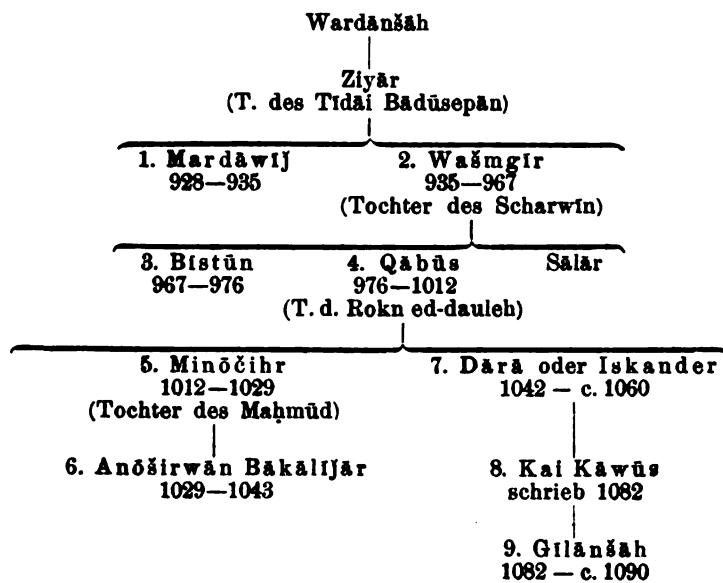 Wardānšāh
Ziyār
(T. des Tīdāi Bādūsepān)
1. Mardāwīǰ 2. Wašmgīr
928—935 935—967
(Tochter des Scharwīn)
3. Bīstūn 4. Qābūs Sālār
967—976 976—1012
(T. d. Rokn ed-dauleh)
5. Minōčihr 7. Dārā oder Iskander
1012—1029 1042 — c. 1060
(Tochter des Maḥmūd)
6. Anōširwān Bākālīǰār 8. Kai Kāwūs
1029—1043 schrieb 1082
9. Gīlānšāh
1082 — c. 1090